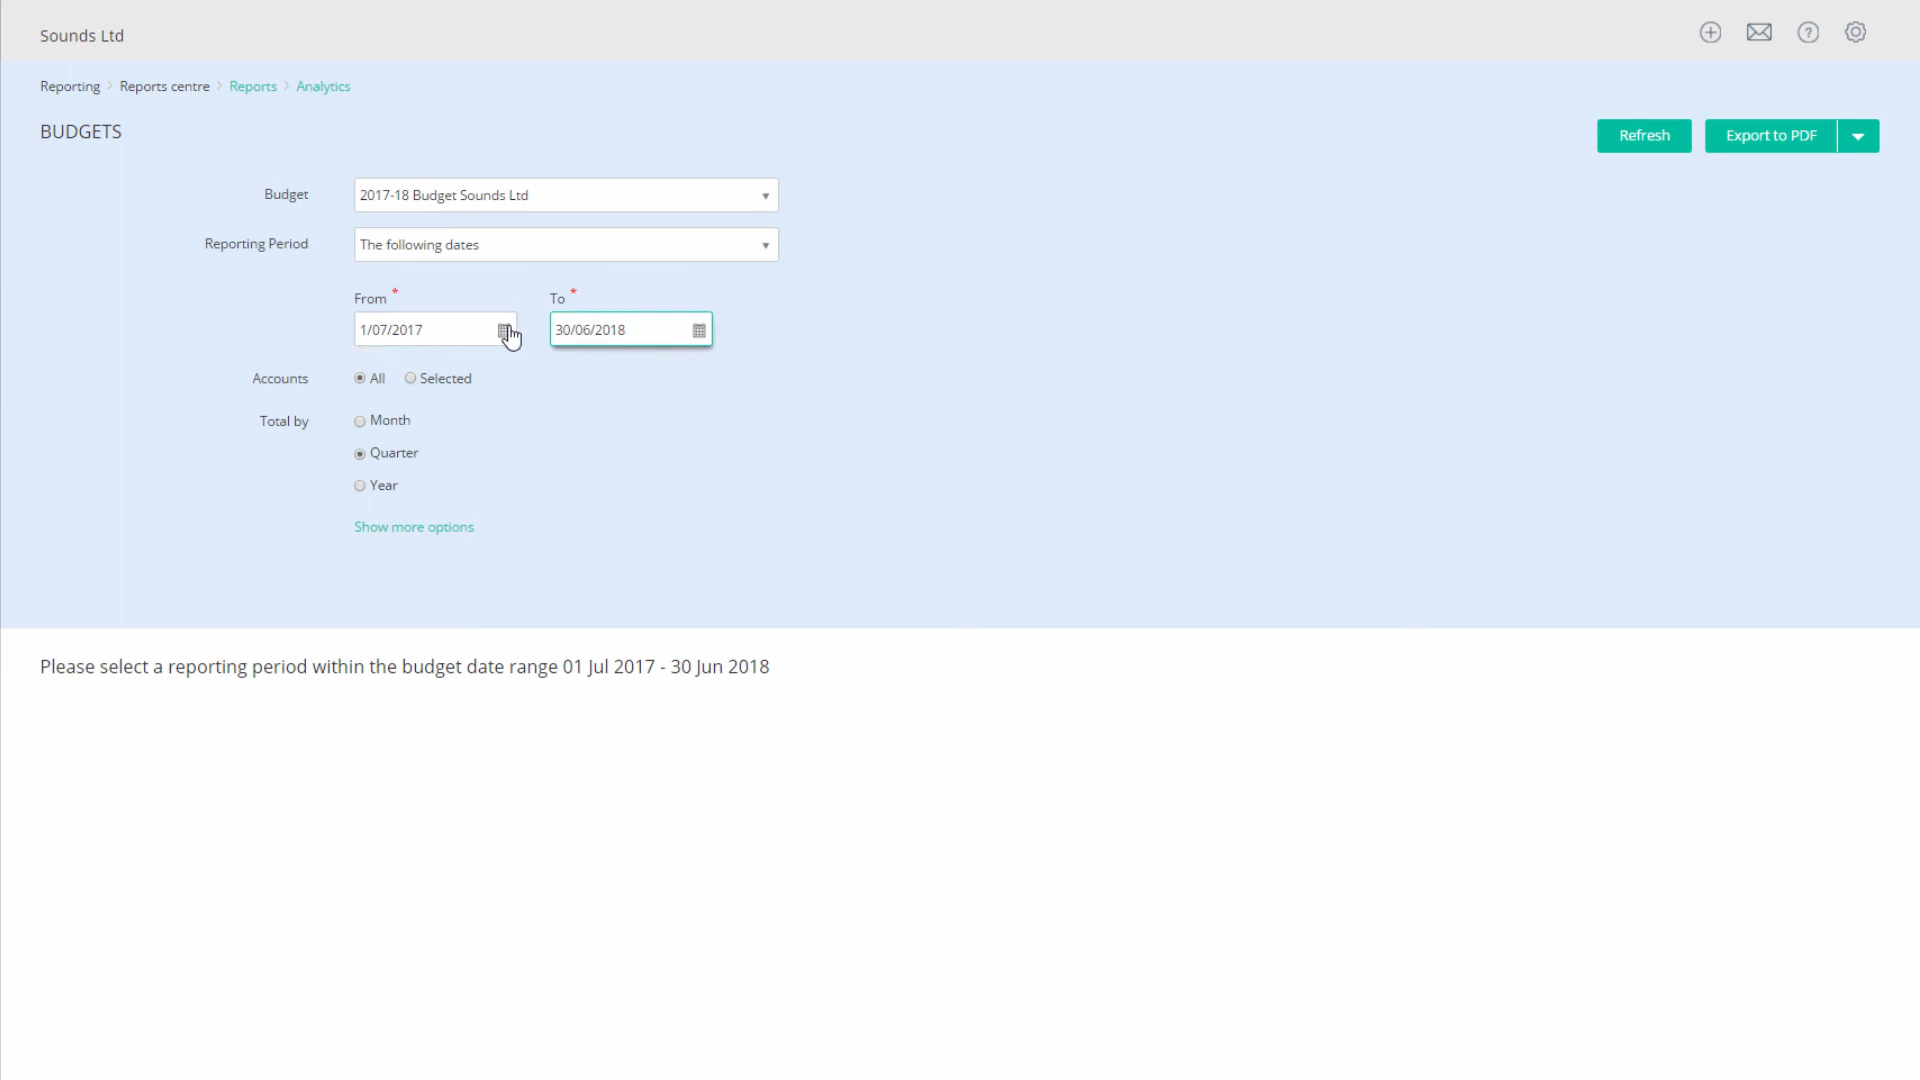 Sounds Ltd
Reporting Reports centre Reports Analytics
BUDGETS
Refresh Export to PDF
Budget 2017-18 Budget Sounds Ltd
Reporting Period The following dates
From * To *
1/07/2017 30/06/2018
Accounts All Selected
Total by Month
Quarter
Year
Show more options
Please select a reporting period within the budget date range 01 Jul 2017 - 30 Jun 2018